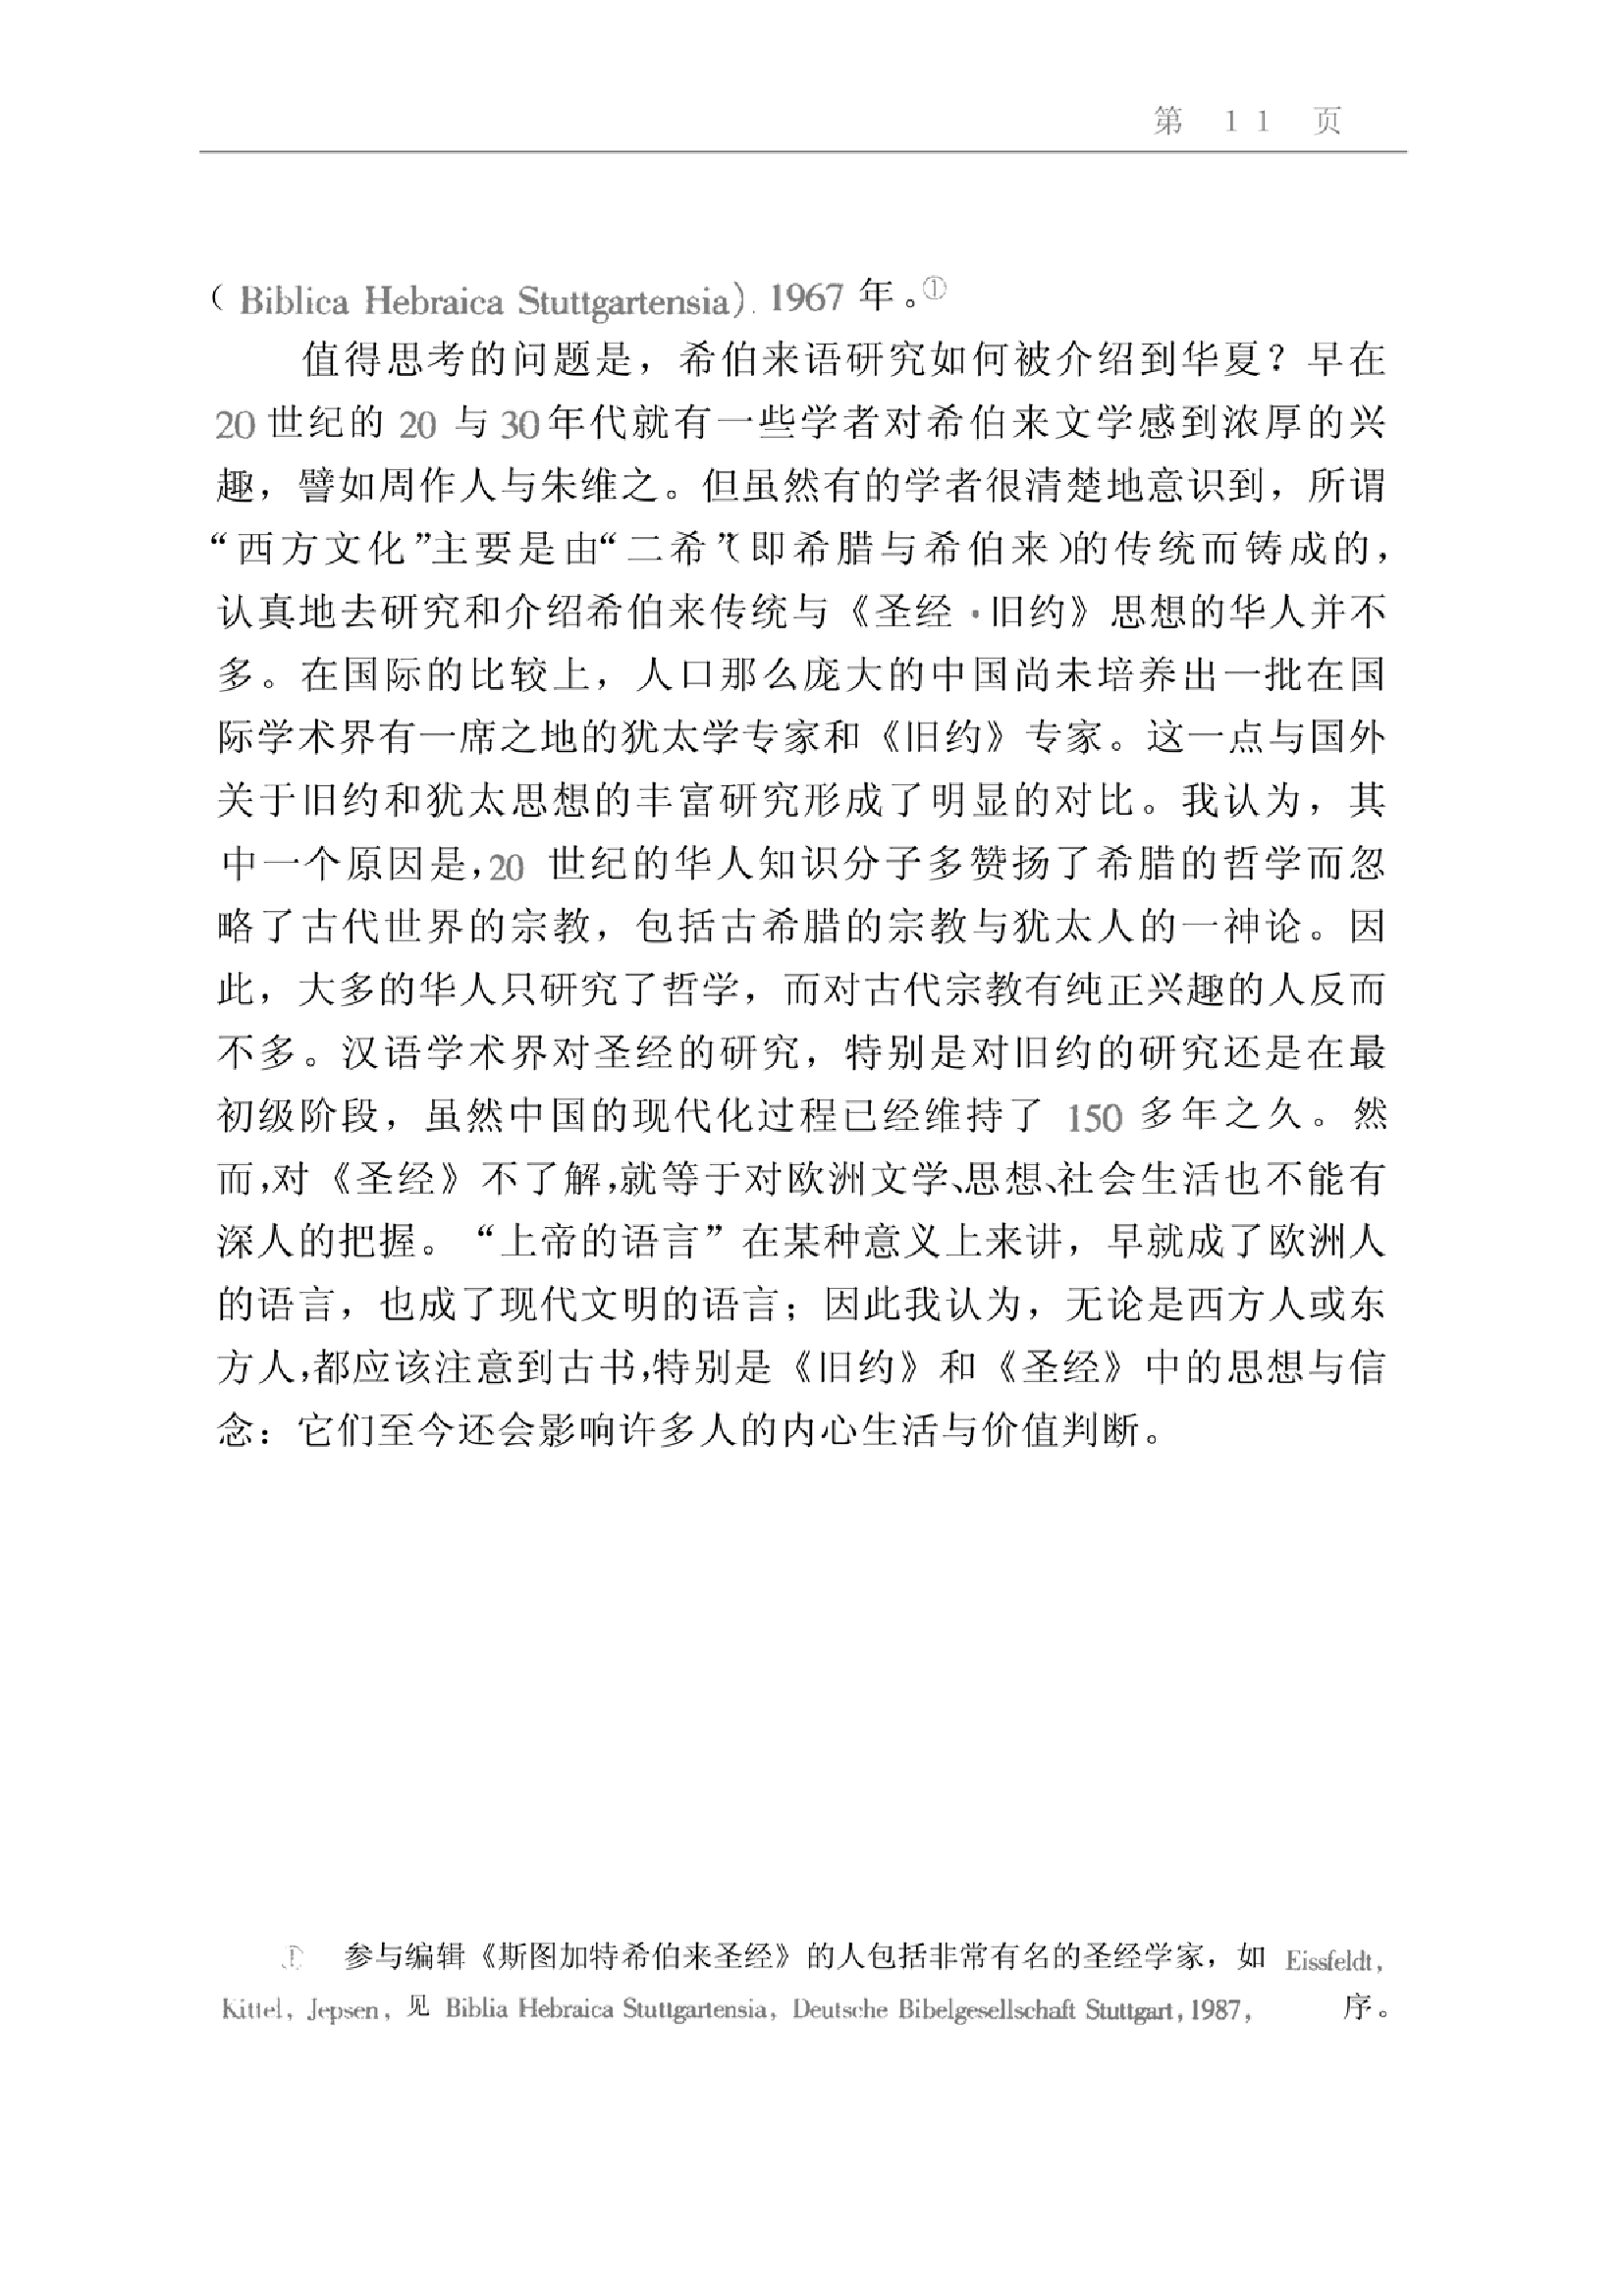 第 11 页
（Biblica Hebraica Stuttgartensia). 1967 年。①
值得思考的问题是，希伯来语研究如何被介绍到华夏？早在
20 世纪的 20 与 30 年代就有一些学者对希伯来文学感到浓厚的兴
趣，譬如周作人与朱维之。但虽然有的学者很清楚地意识到，所谓
“西方文化”主要是由“二希”（即希腊与希伯来）的传统而铸成的，
认真地去研究和介绍希伯来传统与《圣经·旧约》思想的华人并不
多。在国际的比较上，人口那么庞大的中国尚未培养出一批在国
际学术界有一席之地的犹太学专家和《旧约》专家。这一点与国外
关于旧约和犹太思想的丰富研究形成了明显的对比。我认为，其
中一个原因是，20 世纪的华人知识分子多赞扬了希腊的哲学而忽
略了古代世界的宗教，包括古希腊的宗教与犹太人的一神论。因
此，大多的华人只研究了哲学，而对古代宗教有纯正兴趣的人反而
不多。汉语学术界对圣经的研究，特别是对旧约的研究还是在最
初级阶段，虽然中国的现代化过程已经维持了 150 多年之久。然
而，对《圣经》不了解，就等于对欧洲文学、思想、社会生活也不能有
深人的把握。“上帝的语言”在某种意义上来讲，早就成了欧洲人
的语言，也成了现代文明的语言；因此我认为，无论是西方人或东
方人，都应该注意到古书，特别是《旧约》和《圣经》中的思想与信
念：它们至今还会影响许多人的内心生活与价值判断。
① 参与编辑《斯图加特希伯来圣经》的人包括非常有名的圣经学家，如 Eissfeldt,
Kittel, Jepsen, 见 Biblia Hebraica Stuttgartensia, Deutsche Bibelgesellschaft Stuttgart, 1987, 序。